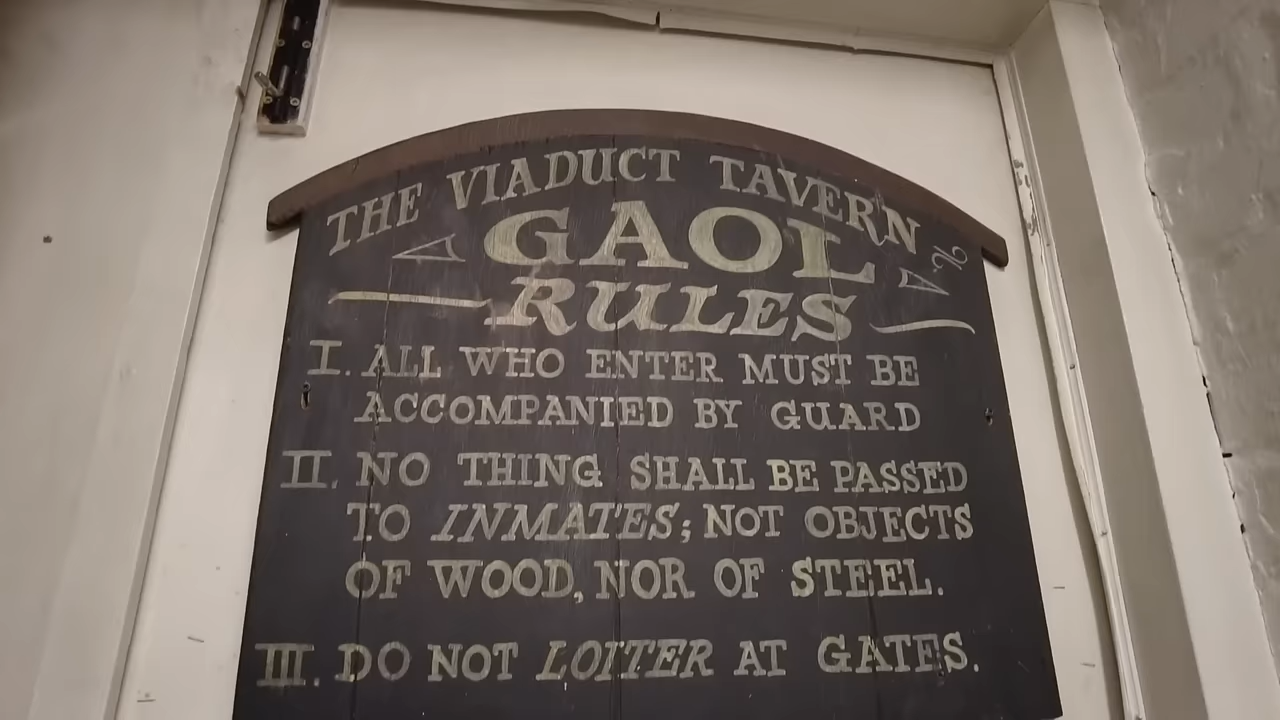 THE VIADUCT TAVERN
GAOL
RULES
I. ALL WHO ENTER MUST BE
ACCOMPANIED BY GUARD
II. NO THING SHALL BE PASSED
TO INMATES; NOT OBJECTS
OF WOOD, NOR OF STEEL.
III. DO NOT LOITER AT GATES.